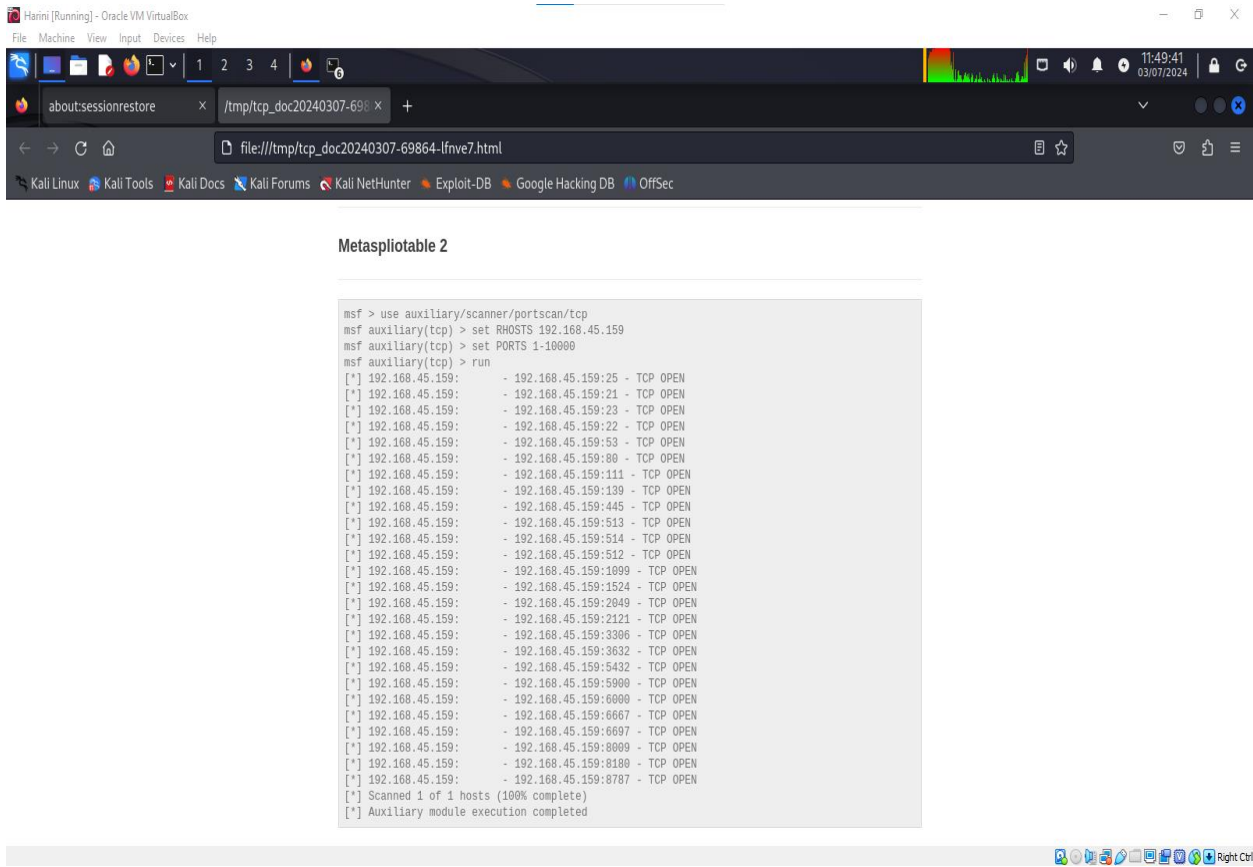 Harini [Running] - Oracle VM VirtualBox
File Machine View Input Devices Help
1 2 3 4 6 11:49:41
03/07/2024
about:sessionrestore /tmp/tcp_doc20240307-698
file:///tmp/tcp_doc20240307-69864-lfnve7.html
Kali Linux Kali Tools Kali Docs Kali Forums Kali NetHunter Exploit-DB Google Hacking DB OffSec
Metaspliotable 2
msf > use auxiliary/scanner/portscan/tcp
msf auxiliary(tcp) > set RHOSTS 192.168.45.159
msf auxiliary(tcp) > set PORTS 1-10000
msf auxiliary(tcp) > run
[*] 192.168.45.159: - 192.168.45.159:25 - TCP OPEN
[*] 192.168.45.159: - 192.168.45.159:21 - TCP OPEN
[*] 192.168.45.159: - 192.168.45.159:23 - TCP OPEN
[*] 192.168.45.159: - 192.168.45.159:22 - TCP OPEN
[*] 192.168.45.159: - 192.168.45.159:53 - TCP OPEN
[*] 192.168.45.159: - 192.168.45.159:80 - TCP OPEN
[*] 192.168.45.159: - 192.168.45.159:111 - TCP OPEN
[*] 192.168.45.159: - 192.168.45.159:139 - TCP OPEN
[*] 192.168.45.159: - 192.168.45.159:445 - TCP OPEN
[*] 192.168.45.159: - 192.168.45.159:513 - TCP OPEN
[*] 192.168.45.159: - 192.168.45.159:514 - TCP OPEN
[*] 192.168.45.159: - 192.168.45.159:512 - TCP OPEN
[*] 192.168.45.159: - 192.168.45.159:1099 - TCP OPEN
[*] 192.168.45.159: - 192.168.45.159:1524 - TCP OPEN
[*] 192.168.45.159: - 192.168.45.159:2049 - TCP OPEN
[*] 192.168.45.159: - 192.168.45.159:2121 - TCP OPEN
[*] 192.168.45.159: - 192.168.45.159:3306 - TCP OPEN
[*] 192.168.45.159: - 192.168.45.159:3632 - TCP OPEN
[*] 192.168.45.159: - 192.168.45.159:5432 - TCP OPEN
[*] 192.168.45.159: - 192.168.45.159:5900 - TCP OPEN
[*] 192.168.45.159: - 192.168.45.159:6000 - TCP OPEN
[*] 192.168.45.159: - 192.168.45.159:6667 - TCP OPEN
[*] 192.168.45.159: - 192.168.45.159:6697 - TCP OPEN
[*] 192.168.45.159: - 192.168.45.159:8009 - TCP OPEN
[*] 192.168.45.159: - 192.168.45.159:8180 - TCP OPEN
[*] 192.168.45.159: - 192.168.45.159:8787 - TCP OPEN
[*] Scanned 1 of 1 hosts (100% complete)
[*] Auxiliary module execution completed
Right Ctrl